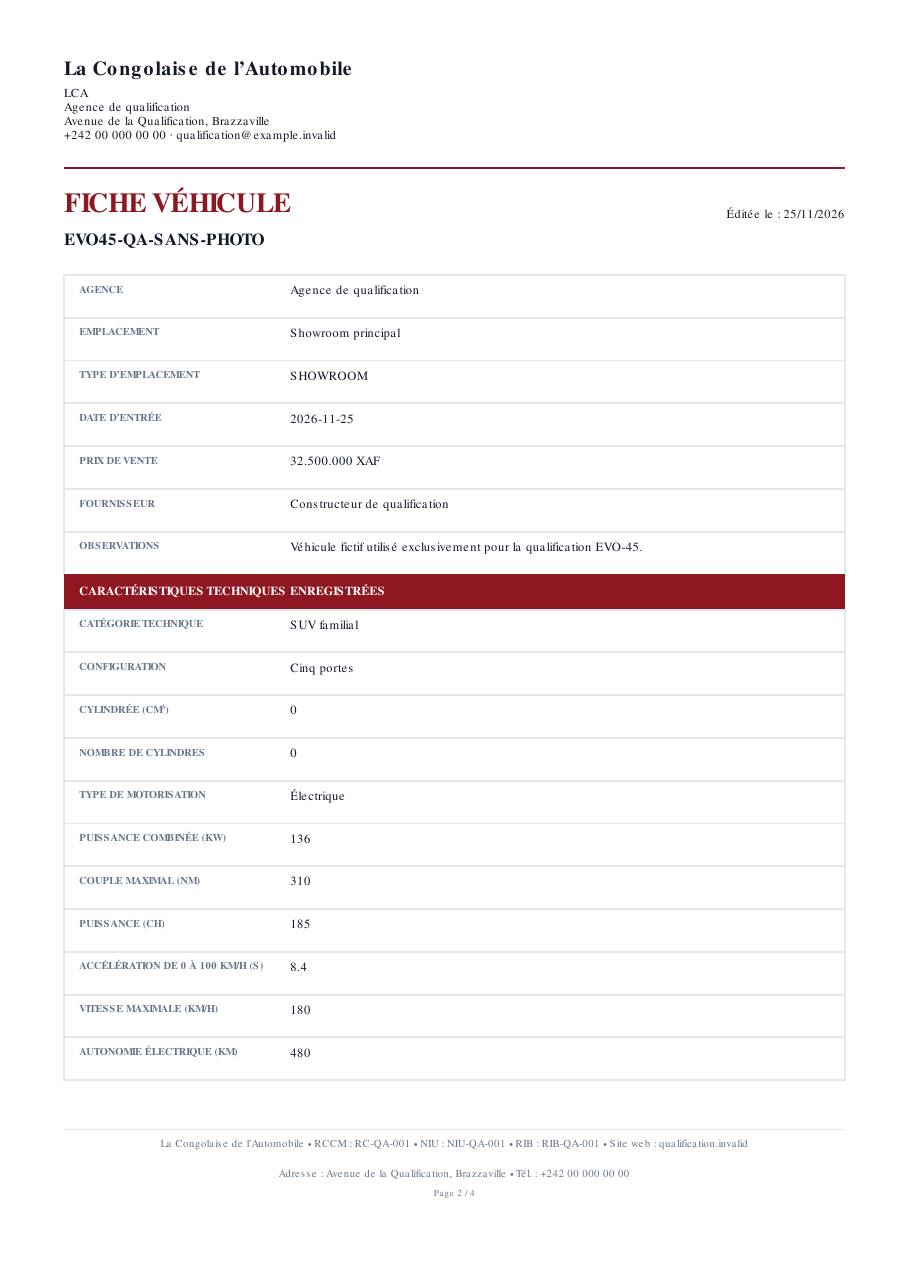 La Congolaise de l’Automobile
LCA
Agence de qualification
Avenue de la Qualification, Brazzaville
+242 00 000 00 00 · qualification@example.invalid
FICHE VÉHICULE
Éditée le : 25/11/2026
EVO45-QA-SANS-PHOTO
AGENCE Agence de qualification
EMPLACEMENT Showroom principal
TYPE D’EMPLACEMENT SHOWROOM
DATE D’ENTRÉE 2026-11-25
PRIX DE VENTE 32.500.000 XAF
FOURNISSEUR Constructeur de qualification
OBSERVATIONS Véhicule fictif utilisé exclusivement pour la qualification EVO-45.
CARACTÉRISTIQUES TECHNIQUES ENREGISTRÉES
CATÉGORIE TECHNIQUE SUV familial
CONFIGURATION Cinq portes
CYLINDRÉE (CM³) 0
NOMBRE DE CYLINDRES 0
TYPE DE MOTORISATION Électrique
PUISSANCE COMBINÉE (KW) 136
COUPLE MAXIMAL (NM) 310
PUISSANCE (CH) 185
ACCÉLÉRATION DE 0 À 100 KM/H (S) 8.4
VITESSE MAXIMALE (KM/H) 180
AUTONOMIE ÉLECTRIQUE (KM) 480
La Congolaise de l’Automobile • RCCM : RC-QA-001 • NIU : NIU-QA-001 • RIB : RIB-QA-001 • Site web : qualification.invalid
Adresse : Avenue de la Qualification, Brazzaville • Tél. : +242 00 000 00 00
Page 2 / 4